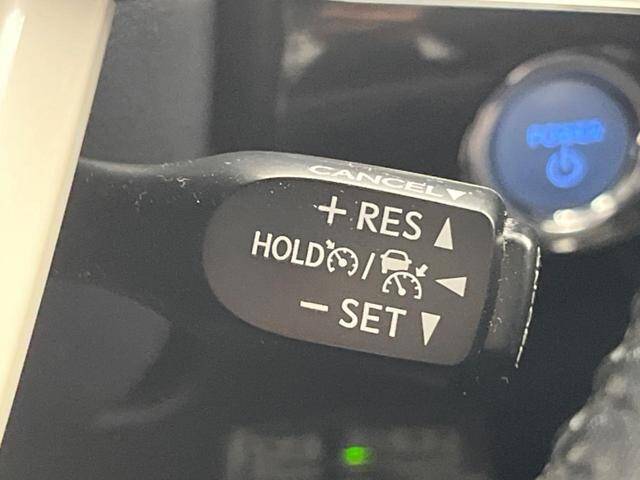 CANCEL▼
+ RES ▲
HOLD / ◀
− SET ▼
POWER